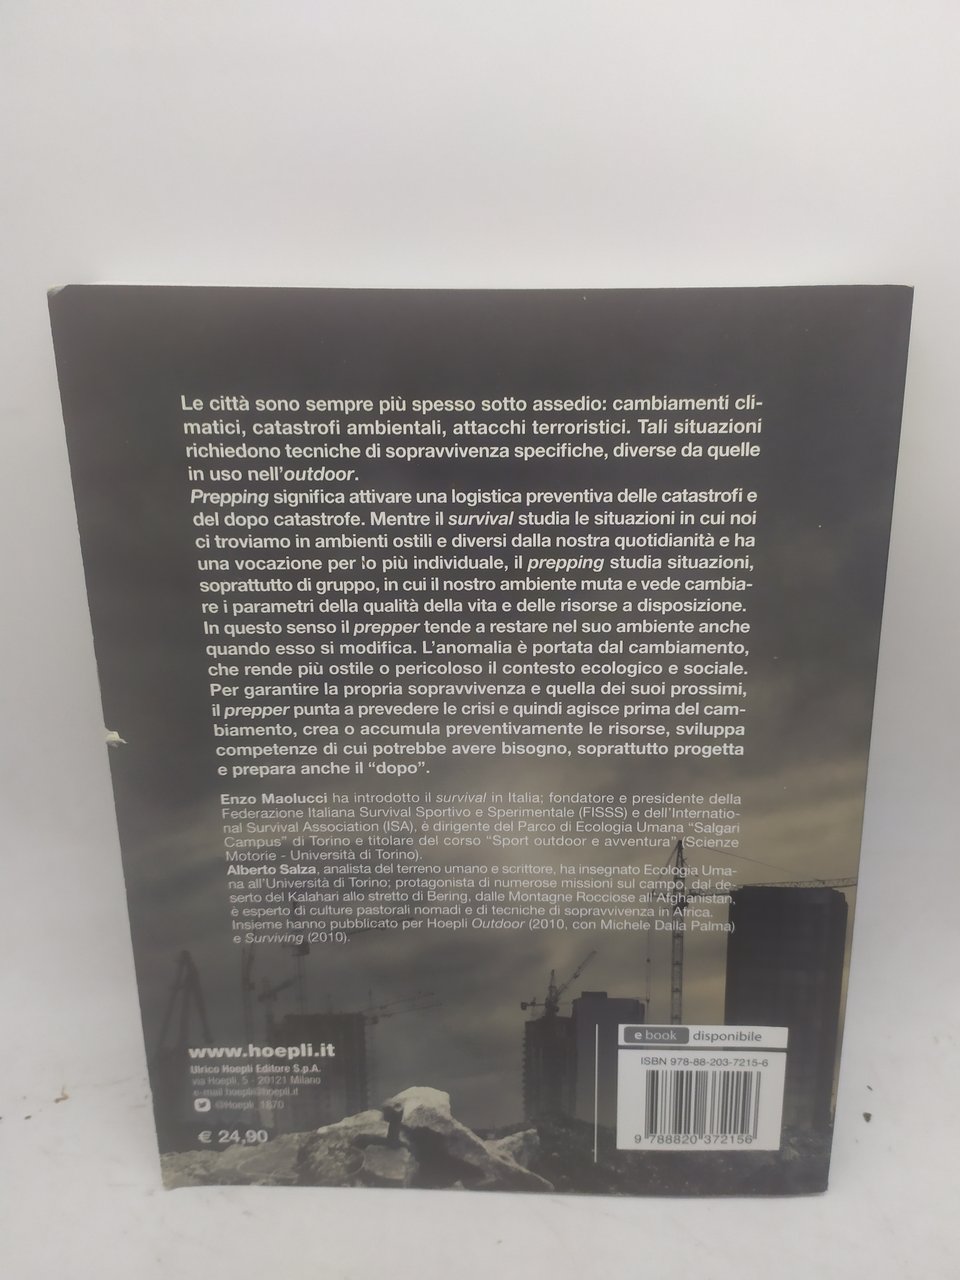 Le città sono sempre più spesso sotto assedio: cambiamenti cli-
matici, catastrofi ambientali, attacchi terroristici. Tali situazioni
richiedono tecniche di sopravvivenza specifiche, diverse da quelle
in uso nell'outdoor.
Prepping significa attivare una logistica preventiva delle catastrofi e
del dopo catastrofe. Mentre il survival studia le situazioni in cui noi
ci troviamo in ambienti ostili e diversi dalla nostra quotidianità e ha
una vocazione per lo più individuale, il prepping studia situazioni,
soprattutto di gruppo, in cui il nostro ambiente muta e vede cambia-
re i parametri della qualità della vita e delle risorse a disposizione.
In questo senso il prepper tende a restare nel suo ambiente anche
quando esso si modifica. L'anomalia è portata dal cambiamento,
che rende più ostile o pericoloso il contesto ecologico e sociale.
Per garantire la propria sopravvivenza e quella dei suoi prossimi,
il prepper punta a prevedere le crisi e quindi agisce prima del cam-
biamento, crea o accumula preventivamente le risorse, sviluppa
competenze di cui potrebbe avere bisogno, soprattutto progetta
e prepara anche il “dopo”.
Enzo Maolucci ha introdotto il survival in Italia; fondatore e presidente della
Federazione Italiana Survival Sportivo e Sperimentale (FISSS) e dell'Internatio-
nal Survival Association (ISA), è dirigente del Parco di Ecologia Umana “Salgari
Campus” di Torino e titolare del corso “Sport outdoor e avventura” (Scienze
Motorie - Università di Torino).
Alberto Salza, analista del terreno umano e scrittore, ha insegnato Ecologia Uma-
na all'Università di Torino; protagonista di numerose missioni sul campo, dal de-
serto del Kalahari allo stretto di Bering, dalle Montagne Rocciose all'Afghanistan,
è esperto di culture pastorali nomadi e di tecniche di sopravvivenza in Africa.
Insieme hanno pubblicato per Hoepli Outdoor (2010, con Michele Dalla Palma)
e Surviving (2010).
www.hoepli.it
Ulrico Hoepli Editore S.p.A.
via Hoepli, 5 - 20121 Milano
e-mail hoepli@hoepli.it
@Hoepli_1870
€ 24,90
e book disponibile
ISBN 978-88-203-7215-6
9 788820 372156